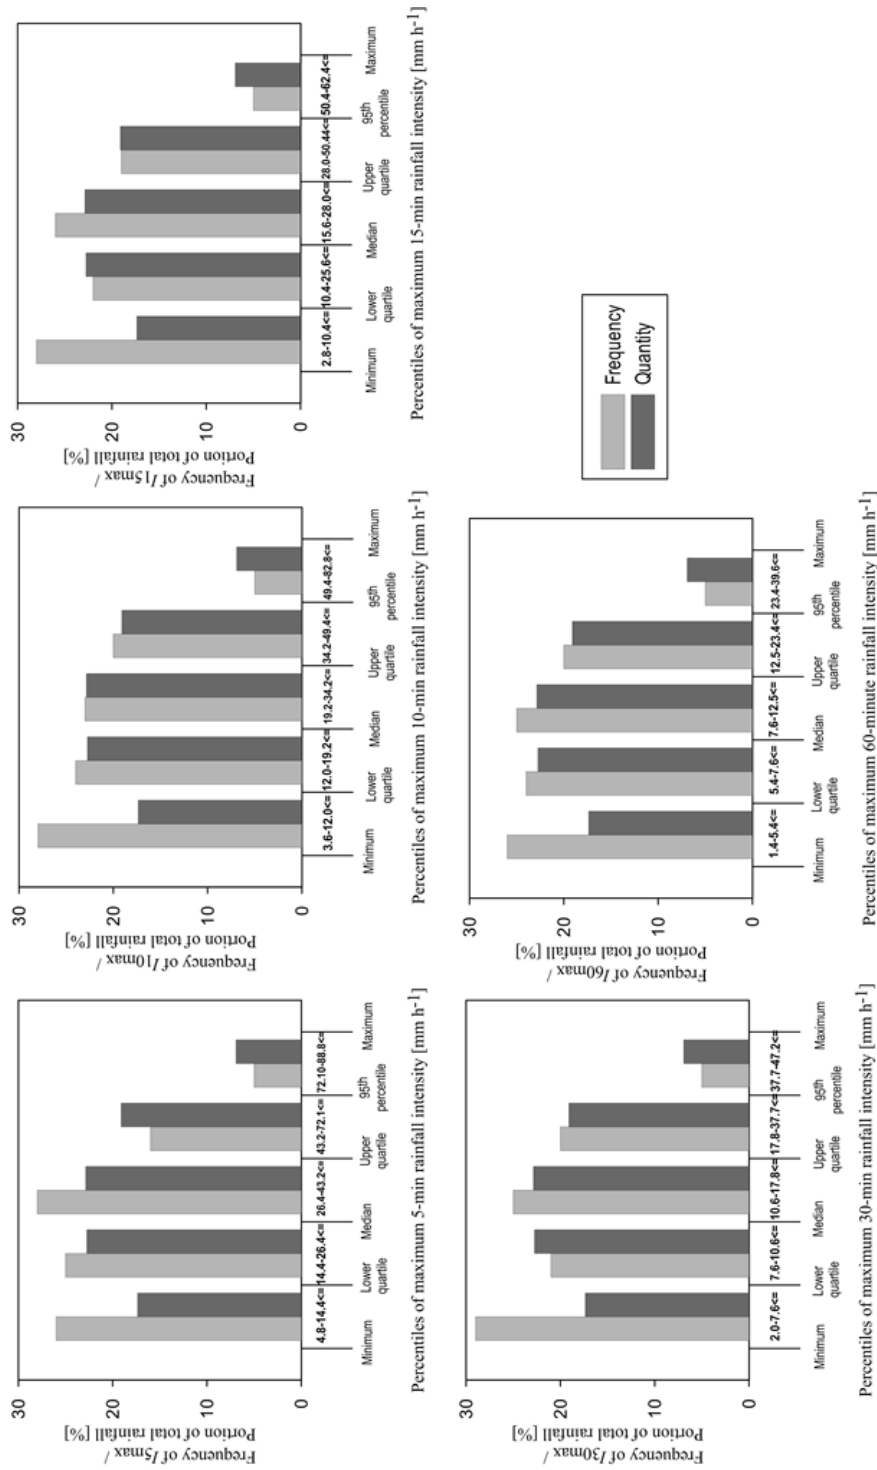 Frequency of I5max /
Portion of total rainfall [%]
30
20
10
0
4.8-14.4<=
14.4-26.4<=
26.4-43.2<=
43.2-72.1<=
72.10-88.8<=
Minimum
Lower
quartile
Median
Upper
quartile
95th
percentile
Maximum
Percentiles of maximum 5-min rainfall intensity [mm h-1]
Frequency of I10max /
Portion of total rainfall [%]
30
20
10
0
3.6-12.0<=
12.0-19.2<=
19.2-34.2<=
34.2-49.4<=
49.4-82.8<=
Minimum
Lower
quartile
Median
Upper
quartile
95th
percentile
Maximum
Percentiles of maximum 10-min rainfall intensity [mm h-1]
Frequency of I15max /
Portion of total rainfall [%]
30
20
10
0
2.8-10.4<=
10.4-25.6<=
15.6-28.0<=
28.0-50.44<=
50.4-62.4<=
Minimum
Lower
quartile
Median
Upper
quartile
95th
percentile
Maximum
Percentiles of maximum 15-min rainfall intensity [mm h-1]
Frequency of I30max /
Portion of total rainfall [%]
30
20
10
0
2.0-7.6<=
7.6-10.6<=
10.6-17.8<=
17.8-37.7<=
37.7-47.2<=
Minimum
Lower
quartile
Median
Upper
quartile
95th
percentile
Maximum
Percentiles of maximum 30-min rainfall intensity [mm h-1]
Frequency of I60max /
Portion of total rainfall [%]
30
20
10
0
1.4-5.4<=
5.4-7.6<=
7.6-12.5<=
12.5-23.4<=
23.4-39.6<=
Minimum
Lower
quartile
Median
Upper
quartile
95th
percentile
Maximum
Percentiles of maximum 60-minute rainfall intensity [mm h-1]
Frequency
Quantity